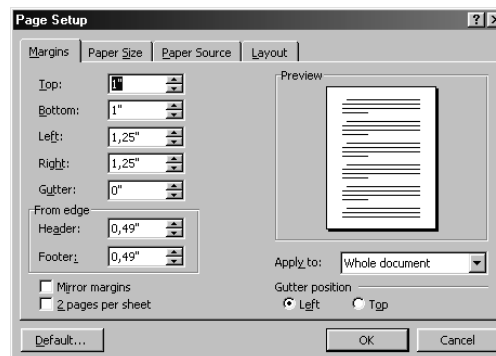 Page Setup
Margins Paper Size Paper Source Layout
Top: 1"
Bottom: 1"
Left: 1,25"
Right: 1,25"
Gutter: 0"
From edge
Header: 0,49"
Footer: 0,49"
Mirror margins
2 pages per sheet
Preview
Apply to: Whole document
Gutter position
Left Top
Default... OK Cancel